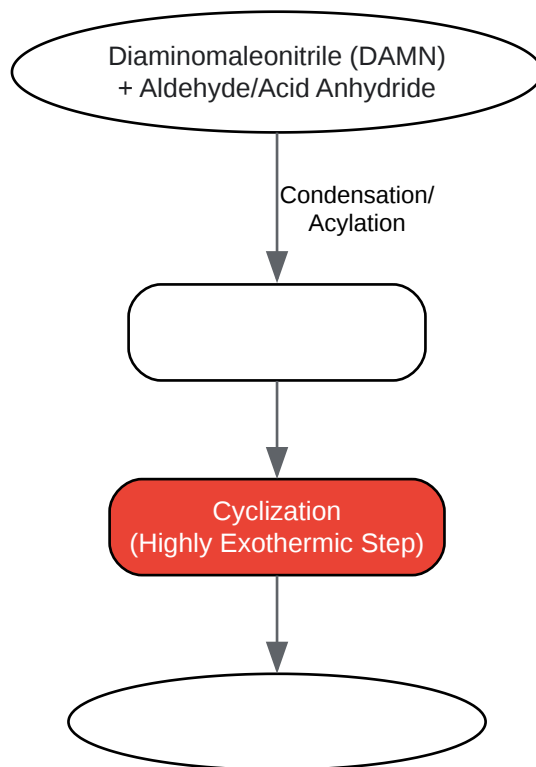 Diaminomaleonitrile (DAMN)
+ Aldehyde/Acid Anhydride
Condensation/
Acylation
Cyclization
(Highly Exothermic Step)